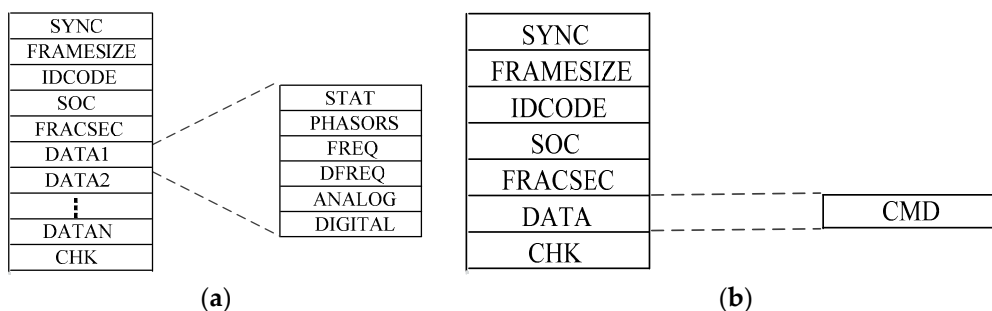 SYNC
FRAMESIZE
IDCODE
SOC
FRACSEC
DATA1
DATA2
DATAN
CHK
STAT
PHASORS
FREQ
DFREQ
ANALOG
DIGITAL
(a)
SYNC
FRAMESIZE
IDCODE
SOC
FRACSEC
DATA
CHK
CMD
(b)